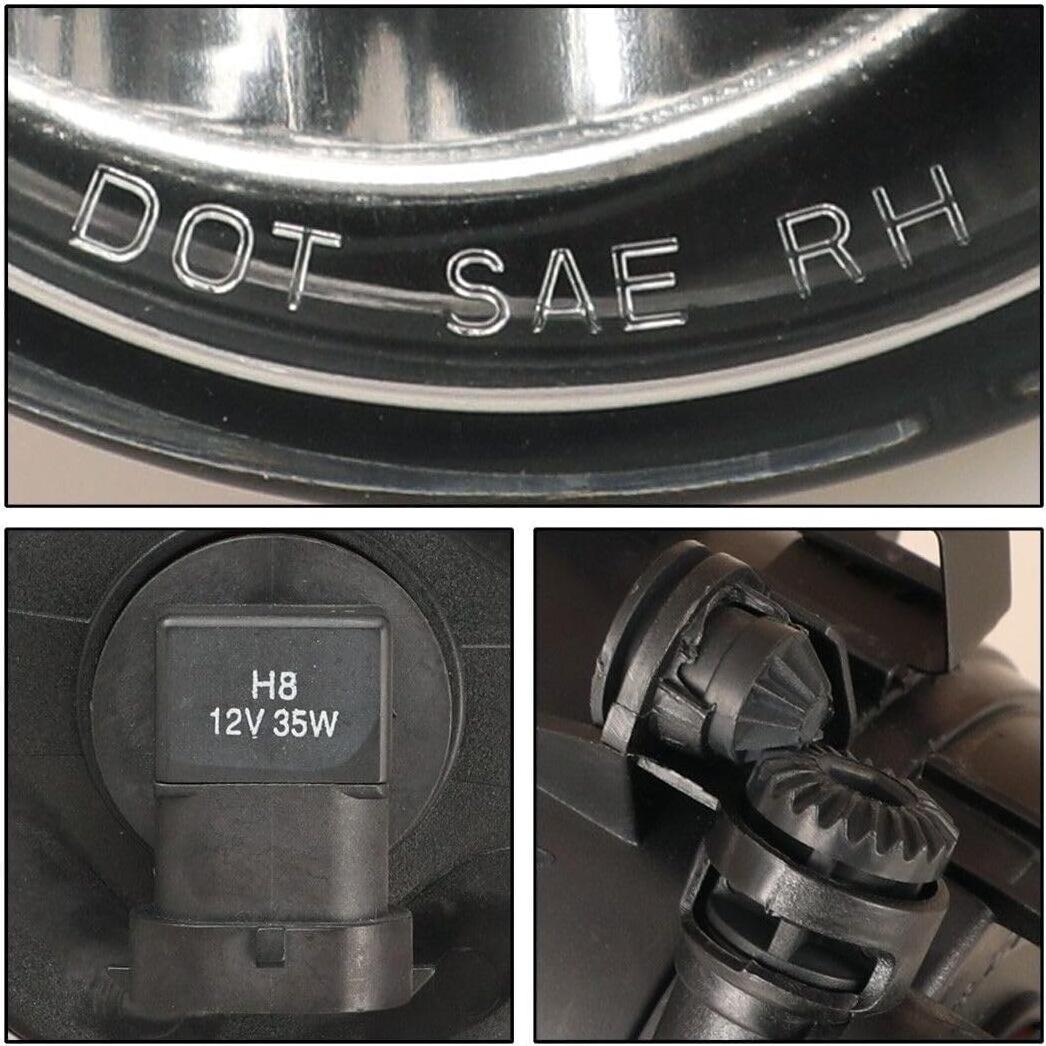 DOT SAE RH
H8
12V 35W